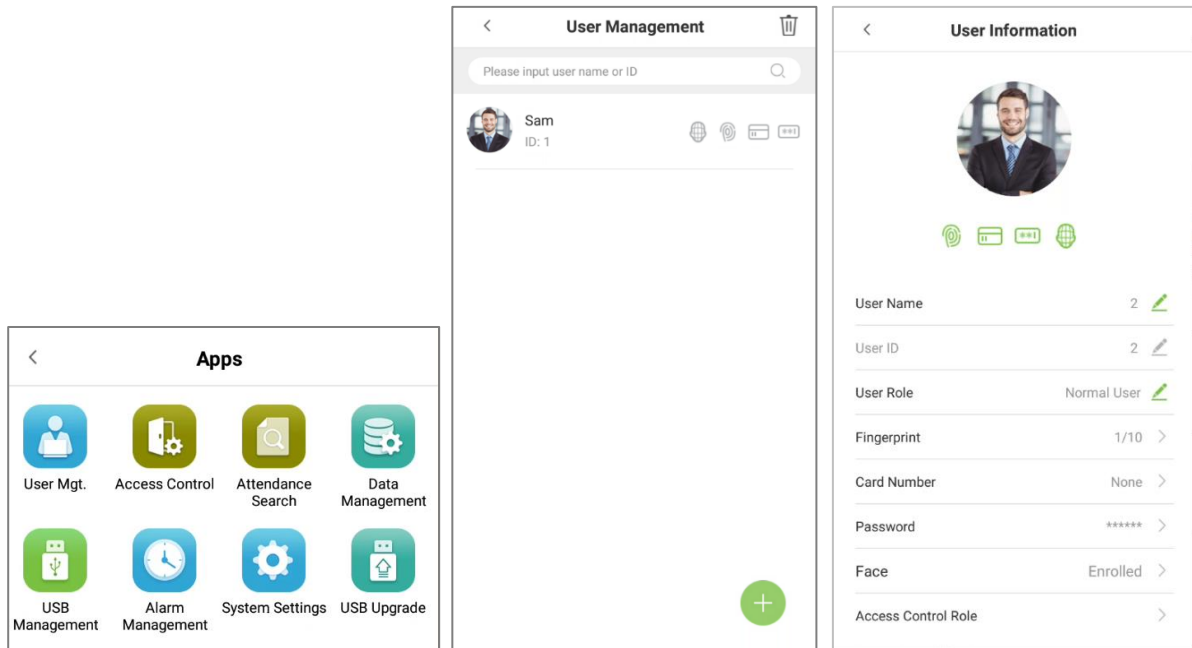 Apps
User Mgt.
Access Control
Attendance
Search
Data
Management
USB
Management
Alarm
Management
System Settings
USB Upgrade
User Management
Please input user name or ID
Sam
ID: 1
User Information
User Name 2
User ID 2
User Role Normal User
Fingerprint 1/10
Card Number None
Password ******
Face Enrolled
Access Control Role